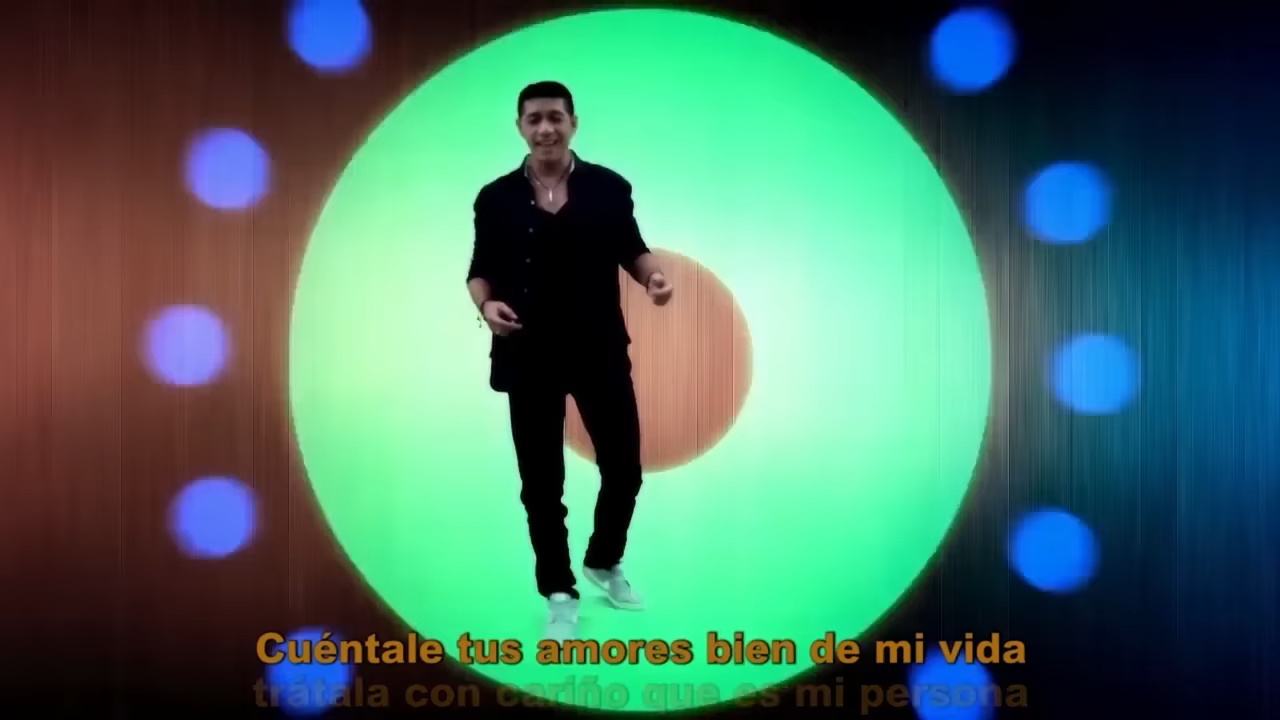 Cuéntale tus amores bien de mi vida
trátala con cariño que es mi persona